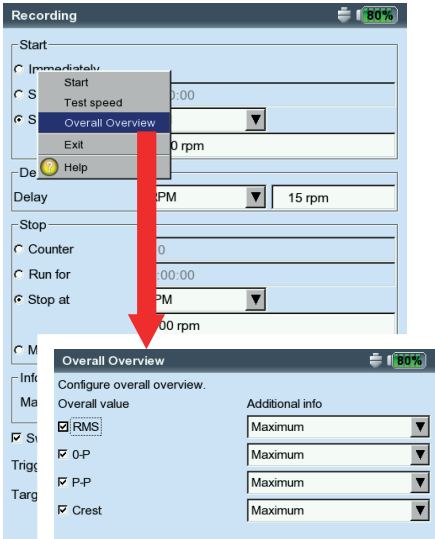 Recording
80%
Start
Immediately
S
:00
S
0 rpm
Start
Test speed
Overall Overview
Exit
Help
De
Delay
RPM
15 rpm
Stop
Counter
0
Run for
:00:00
Stop at
PM
00 rpm
M
Info
Ma
Sw
Trigg
Targ
Overall Overview
80%
Configure overall overview.
Overall value
Additional info
RMS
Maximum
0-P
Maximum
P-P
Maximum
Crest
Maximum